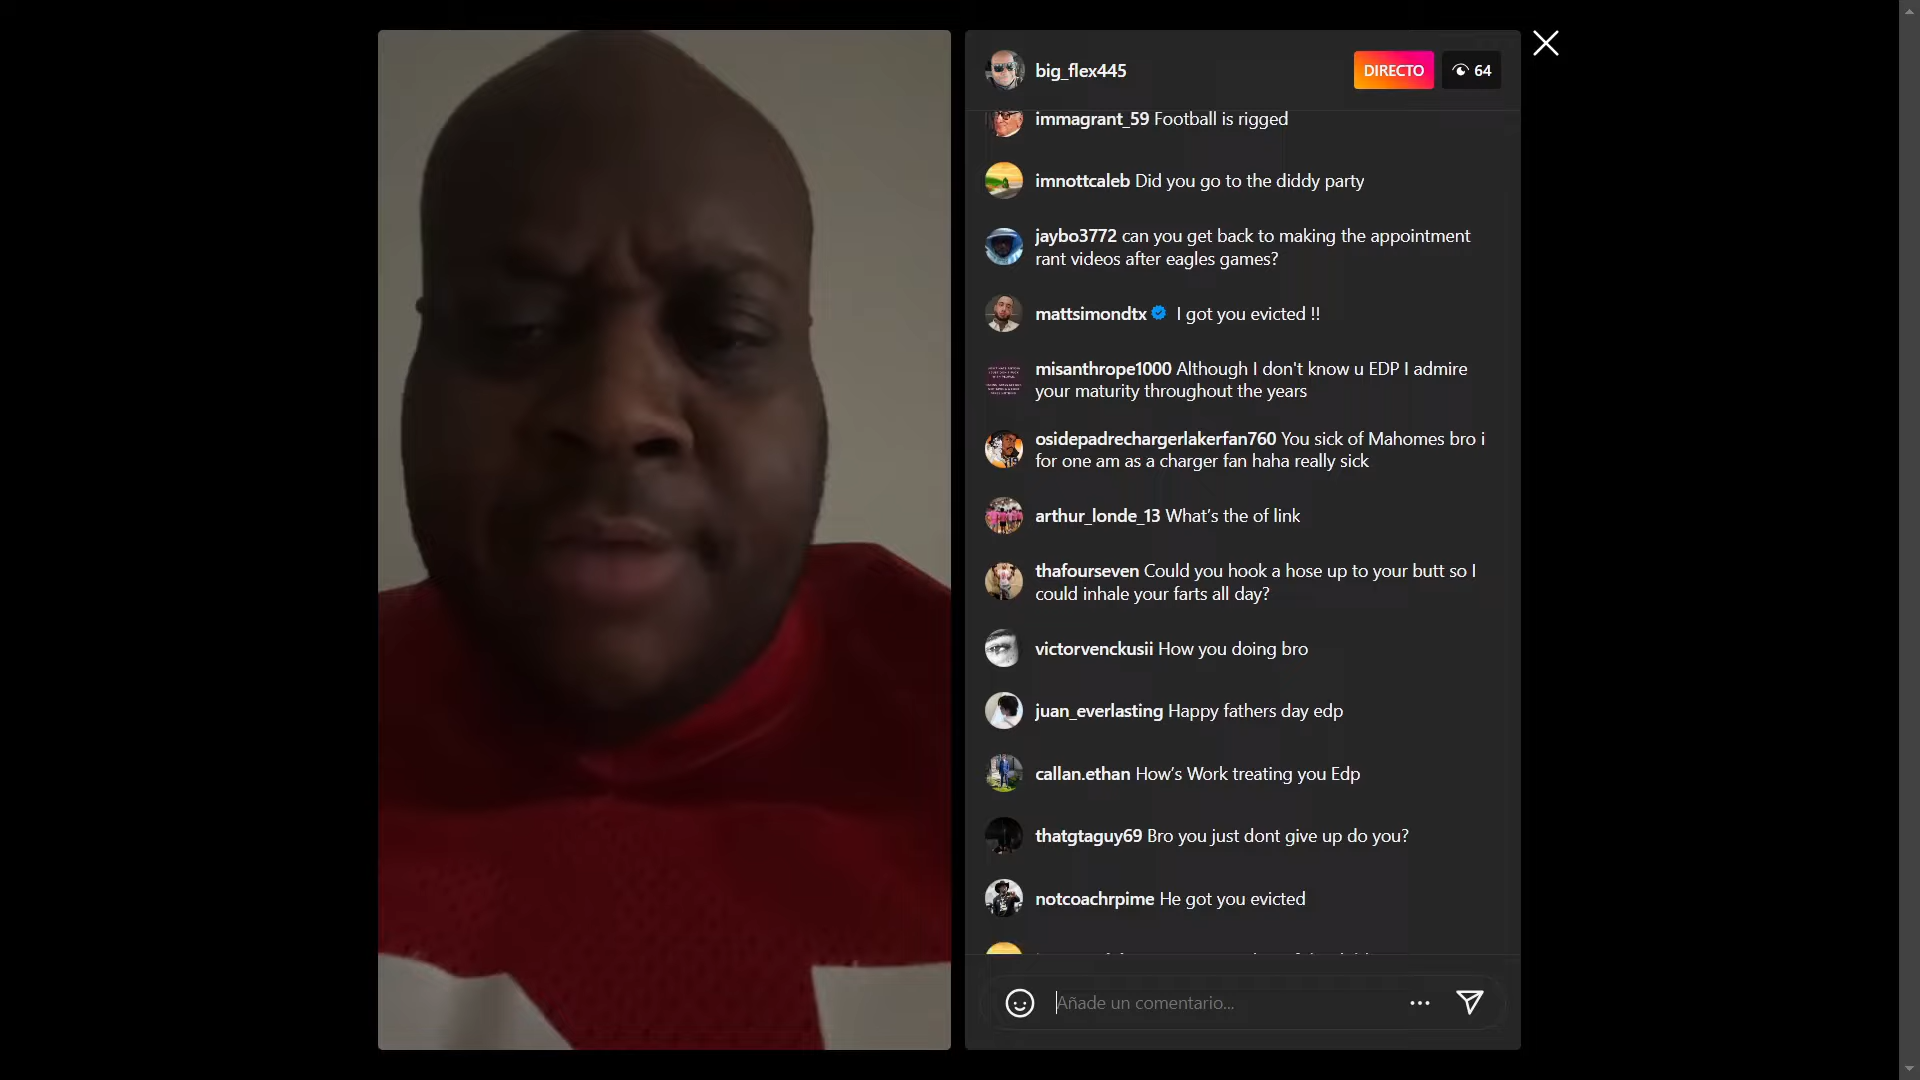 big_flex445
DIRECTO
64
immagrant_59 Football is rigged
imnottcaleb Did you go to the diddy party
jaybo3772 can you get back to making the appointment
rant videos after eagles games?
mattsimondtx I got you evicted !!
misanthrope1000 Although I don't know u EDP I admire
your maturity throughout the years
osidepadrechargerlakerfan760 You sick of Mahomes bro i
for one am as a charger fan haha really sick
arthur_londe_13 What’s the of link
thafourseven Could you hook a hose up to your butt so I
could inhale your farts all day?
victorvenckusii How you doing bro
juan_everlasting Happy fathers day edp
callan.ethan How’s Work treating you Edp
thatgtaguy69 Bro you just dont give up do you?
notcoachrpime He got you evicted
Añade un comentario...